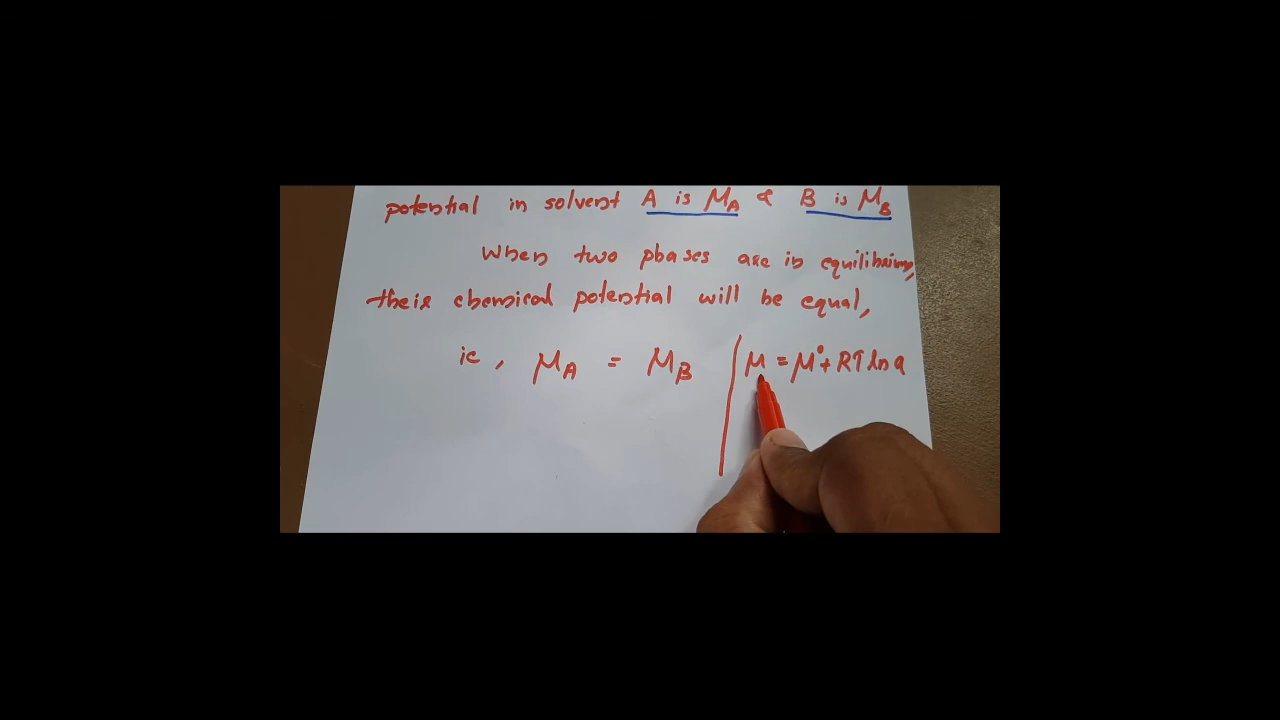 potential in solvent A is μA & B is μB
When two phases are in equilibrium,
their chemical potential will be equal,
ie, μA = μB | μ = μ° + RT ln a